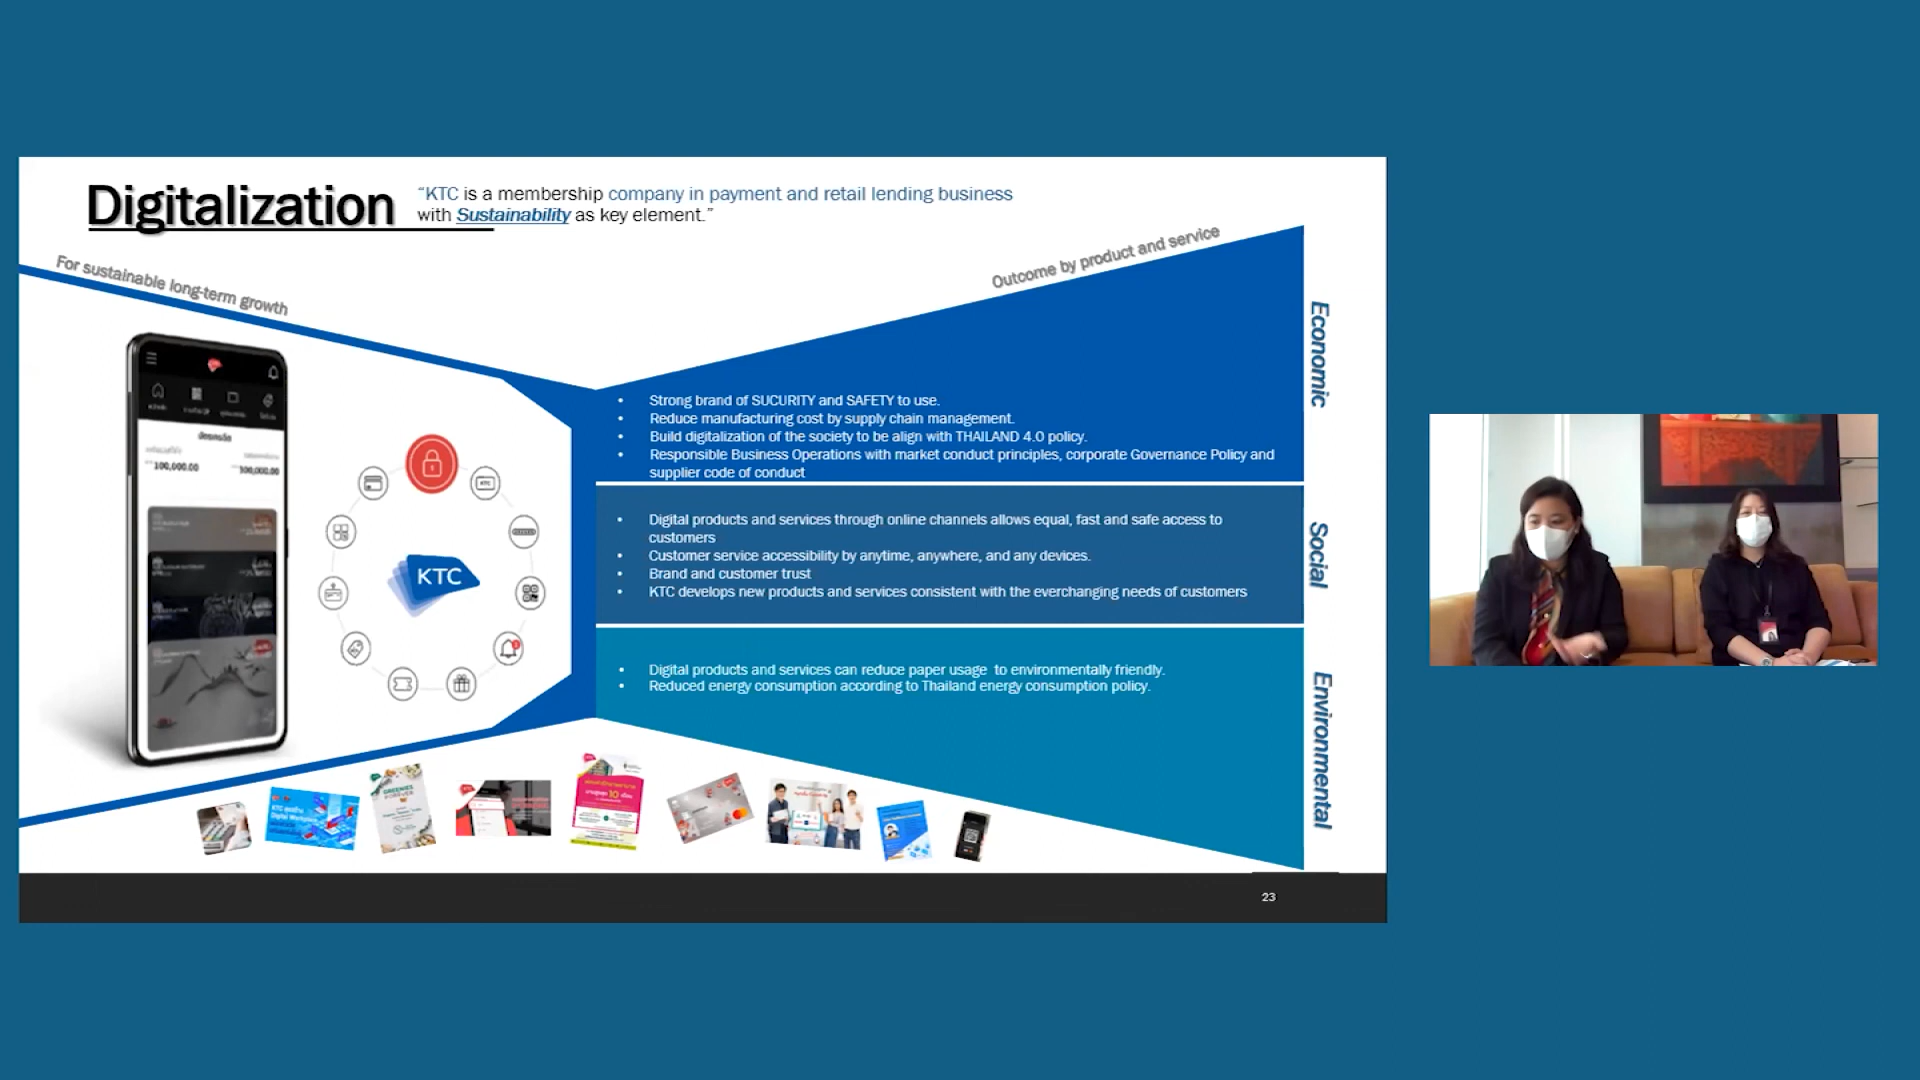 Digitalization
“KTC is a membership company in payment and retail lending business
with Sustainability as key element.”
For sustainable long-term growth
Outcome by product and service
100,000.00
100,000.00
KTC
Economic
• Strong brand of SUCURITY and SAFETY to use.
• Reduce manufacturing cost by supply chain management.
• Build digitalization of the society to be align with THAILAND 4.0 policy.
• Responsible Business Operations with market conduct principles, corporate Governance Policy and
supplier code of conduct
Social
• Digital products and services through online channels allows equal, fast and safe access to
customers
• Customer service accessibility by anytime, anywhere, and any devices.
• Brand and customer trust
• KTC develops new products and services consistent with the everchanging needs of customers
Environmental
• Digital products and services can reduce paper usage  to environmentally friendly.
• Reduced energy consumption according to Thailand energy consumption policy.
23